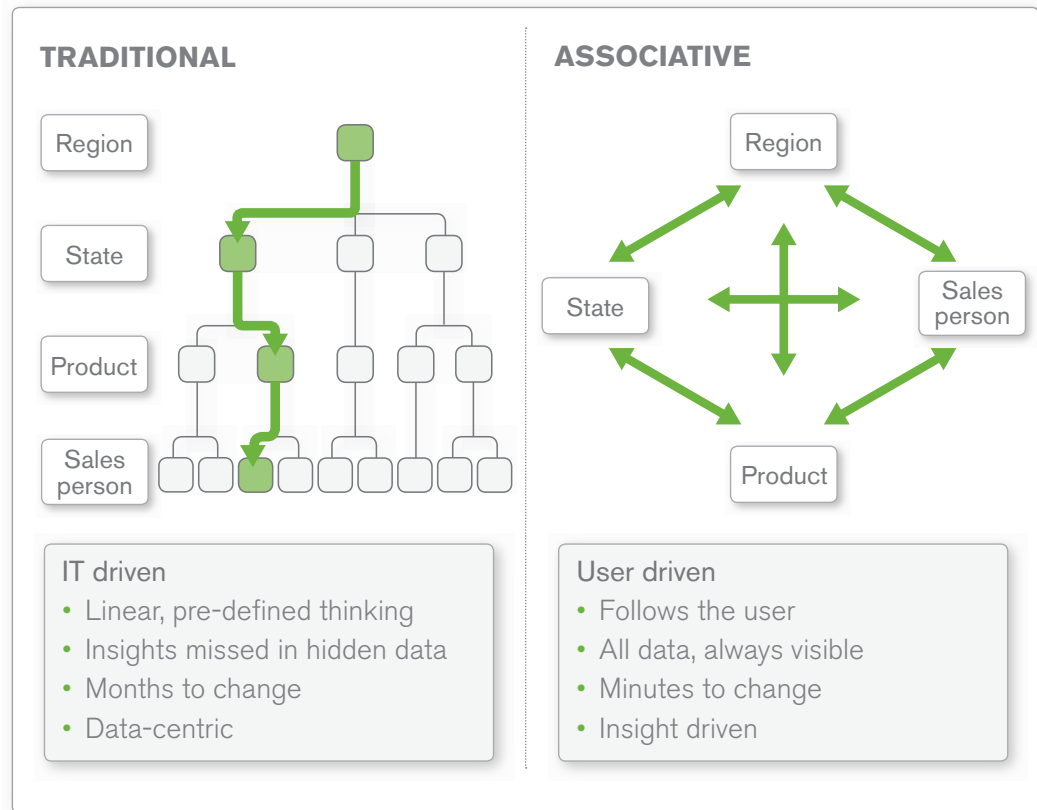 TRADITIONAL
Region
State
Product
Sales
person
IT driven
• Linear, pre-defined thinking
• Insights missed in hidden data
• Months to change
• Data-centric
ASSOCIATIVE
Region
State
Sales
person
Product
User driven
• Follows the user
• All data, always visible
• Minutes to change
• Insight driven